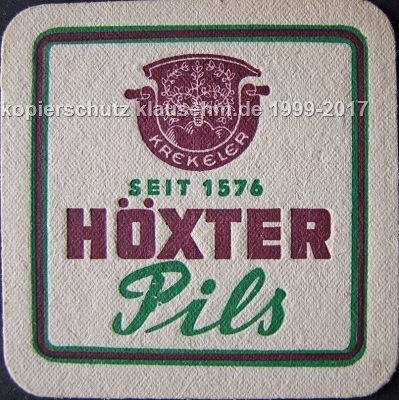 kopierschutz klausehm.de 1999-2017
KREKELER
SEIT 1576
HÖXTER
Pils